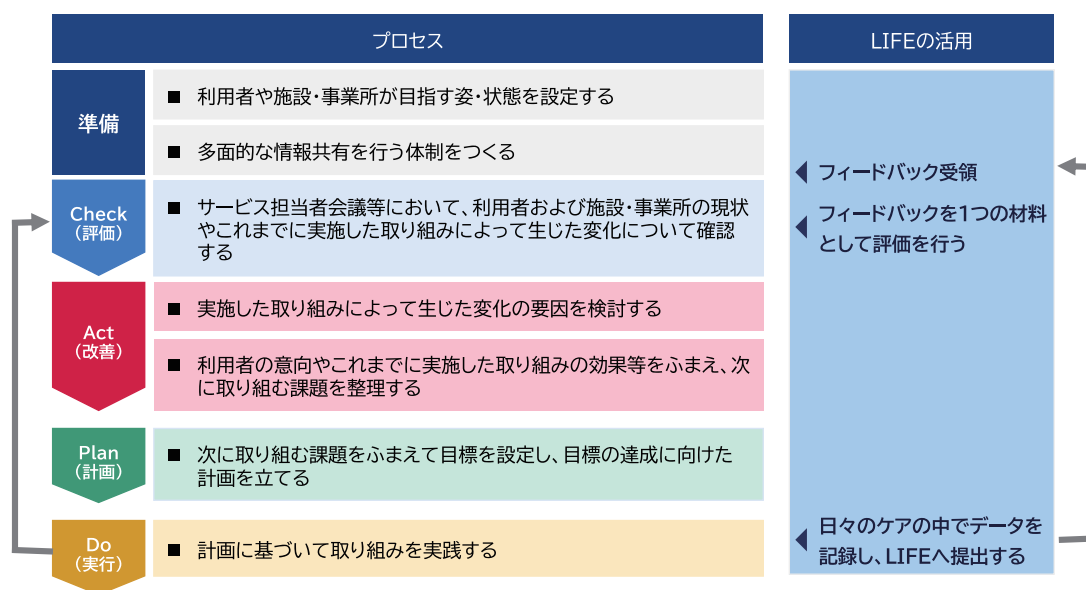 プロセス
LIFEの活用
準備
■ 利用者や施設・事業所が目指す姿・状態を設定する
■ 多面的な情報共有を行う体制をつくる
Check
（評価）
■ サービス担当者会議等において、利用者および施設・事業所の現状
やこれまでに実施した取り組みによって生じた変化について確認
する
Act
（改善）
■ 実施した取り組みによって生じた変化の要因を検討する
■ 利用者の意向やこれまでに実施した取り組みの効果等をふまえ、次
に取り組む課題を整理する
Plan
（計画）
■ 次に取り組む課題をふまえて目標を設定し、目標の達成に向けた
計画を立てる
Do
（実行）
■ 計画に基づいて取り組みを実践する
フィードバック受領
フィードバックを1つの材料
として評価を行う
日々のケアの中でデータを
記録し、LIFEへ提出する